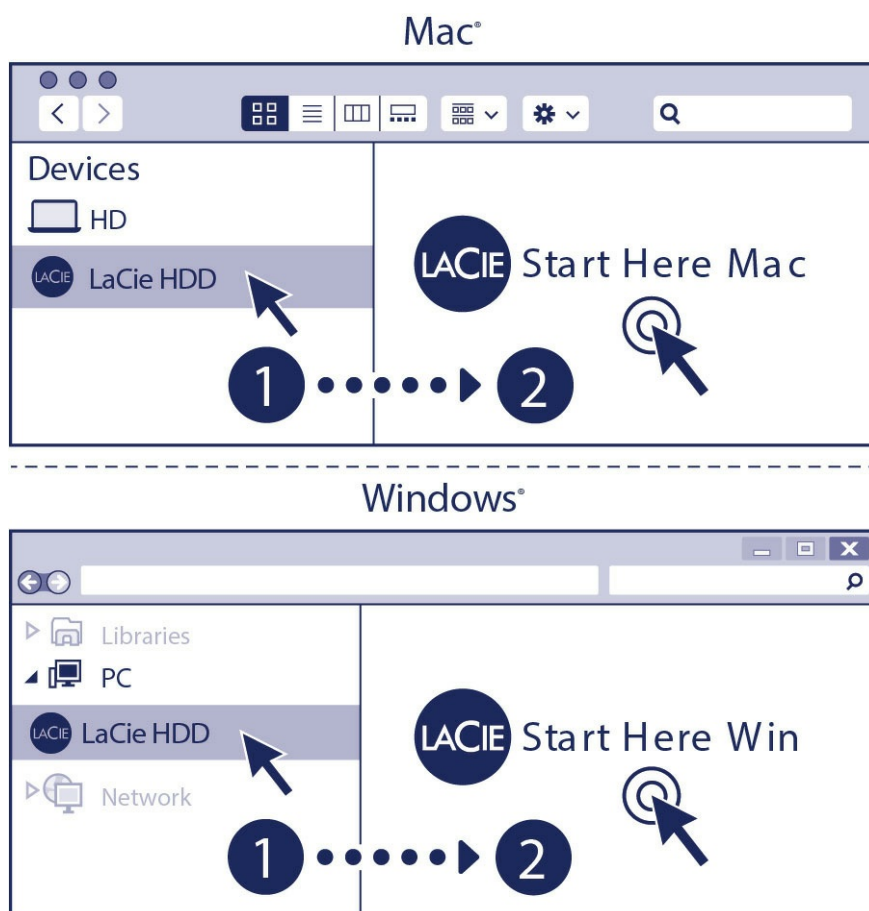 Mac®
Devices
HD
LACIE LaCie HDD
LACIE Start Here Mac
1 2
Windows®
Libraries
PC
LACIE LaCie HDD
LACIE Start Here Win
Network
1 2